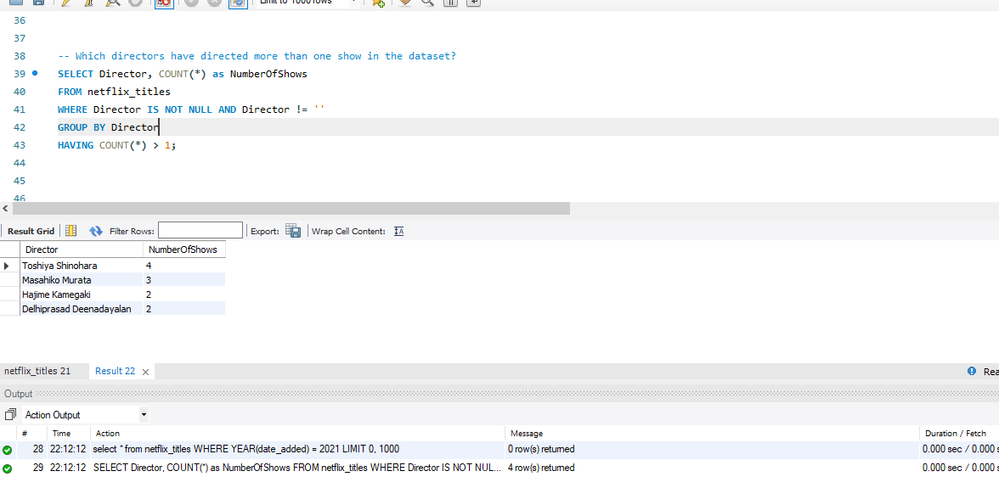 Limit to 1000 rows
36
37
38 -- Which directors have directed more than one show in the dataset?
39 SELECT Director, COUNT(*) as NumberOfShows
40 FROM netflix_titles
41 WHERE Director IS NOT NULL AND Director != ''
42 GROUP BY Director
43 HAVING COUNT(*) > 1;
44
45
46
Result Grid Filter Rows: Export: Wrap Cell Content: IA
Director NumberOfShows
Toshiya Shinohara 4
Masahiko Murata 3
Hajime Kamegaki 2
Delhiprasad Deenadayalan 2
netflix_titles 21 Result 22 Rea
Output
Action Output
# Time Action Message Duration / Fetch
28 22:12:12 select * from netflix_titles WHERE YEAR(date_added) = 2021 LIMIT 0, 1000 0 row(s) returned 0.000 sec / 0.000 s
29 22:12:12 SELECT Director, COUNT(*) as NumberOfShows FROM netflix_titles WHERE Director IS NOT NUL... 4 row(s) returned 0.000 sec / 0.000 s